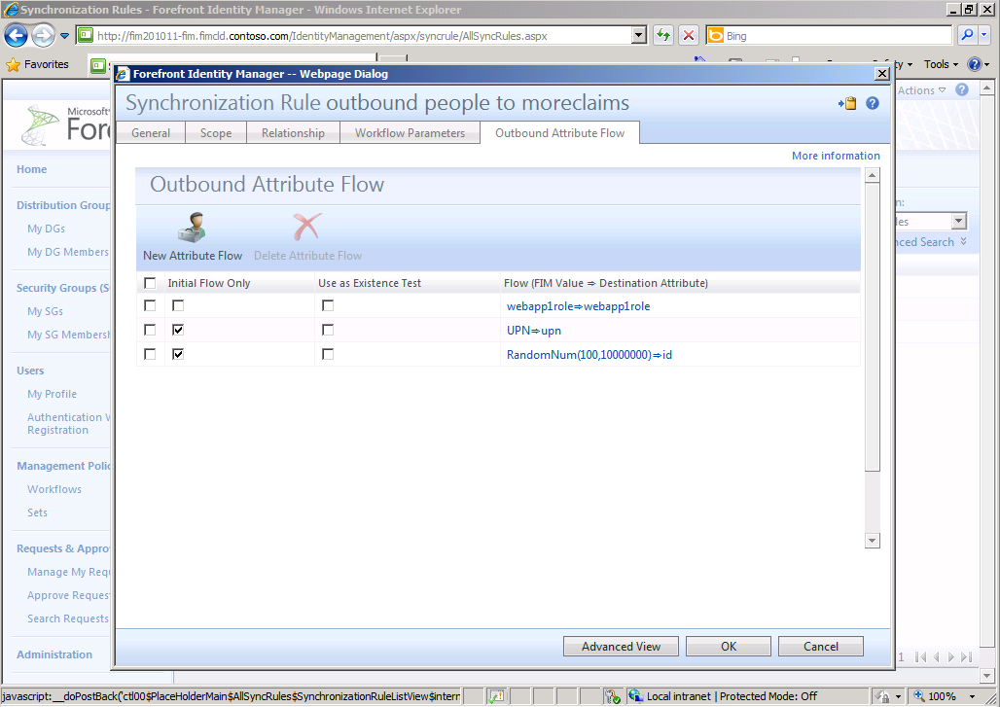 Synchronization Rules - Forefront Identity Manager - Windows Internet Explorer
http://fim201011-fim.fimcld.contoso.com/IdentityManagement/aspx/syncrule/AllSyncRules.aspx
Bing
Favorites
Tools
Forefront Identity Manager -- Webpage Dialog
Synchronization Rule outbound people to moreclaims
General
Scope
Relationship
Workflow Parameters
Outbound Attribute Flow
More information
Outbound Attribute Flow
New Attribute Flow
Delete Attribute Flow
Initial Flow Only
Use as Existence Test
Flow (FIM Value ⇒ Destination Attribute)
webapp1role⇒webapp1role
UPN⇒upn
RandomNum(100,10000000)⇒id
Advanced View
OK
Cancel
Microsof
Fore
Home
Distribution Group
My DGs
My DG Members
Security Groups (S
My SGs
My SG Members
Users
My Profile
Authentication W
Registration
Management Polic
Workflows
Sets
Requests & Appro
Manage My Requ
Approve Request
Search Requests
Administration
Actions
n:
les
nced Search
1
javascript:__doPostBack('ctl00$PlaceHolderMain$AllSyncRules$SynchronizationRuleListView$intern
Local intranet | Protected Mode: Off
100%